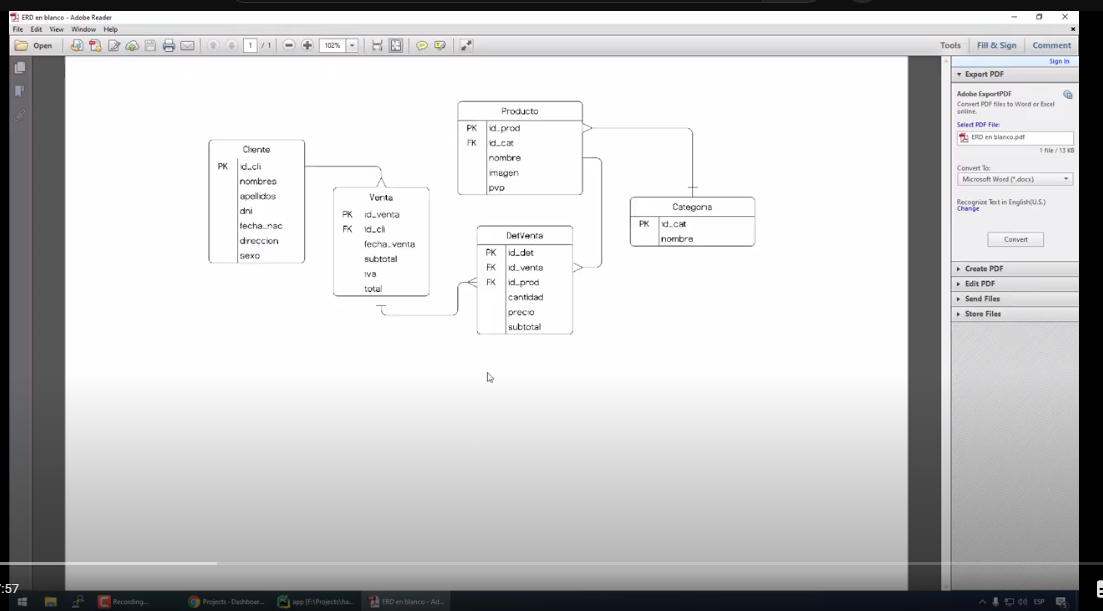 ERD en blanco - Adobe Reader
File Edit View Window Help
Open 1 / 1 102% Tools Fill & Sign Comment
Sign In
Export PDF
Adobe ExportPDF
Convert PDF files to Word or Excel online.
Select PDF File:
ERD en blanco.pdf
1 file / 13 KB
Convert To:
Microsoft Word (*.docx)
Recognize Text in English(U.S.)
Change
Convert
Create PDF
Edit PDF
Send Files
Store Files
Cliente
PK id_cli
nombres
apellidos
dni
fecha_nac
direccion
sexo
Venta
PK id_venta
FK id_cli
fecha_venta
subtotal
iva
total
Producto
PK id_prod
FK id_cat
nombre
imagen
pvp
DetVenta
PK id_det
FK id_venta
FK id_prod
cantidad
precio
subtotal
Categoria
PK id_cat
nombre
:57
Recording...
Projects - Dashboar...
app [F:\Projects\ha...
ERD en blanco - Ad...
ESP